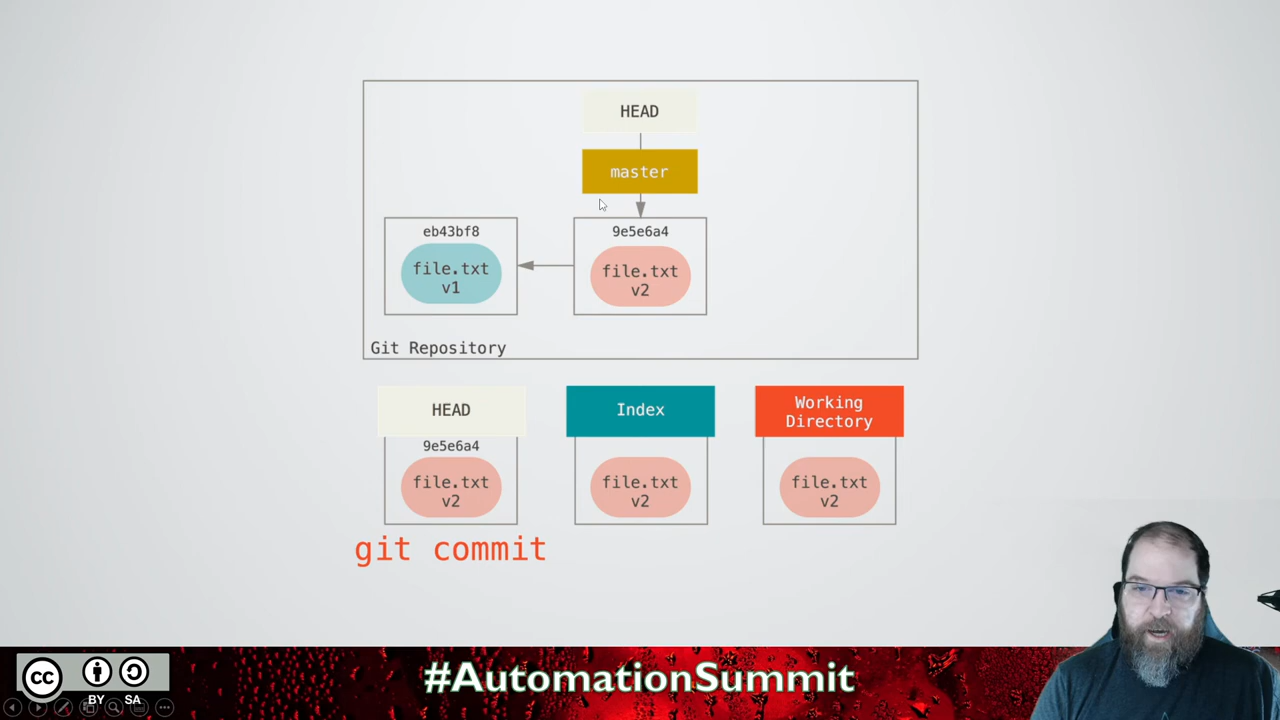 HEAD
master
eb43bf8
9e5e6a4
file.txt
v1
file.txt
v2
Git Repository
HEAD
Index
Working
Directory
9e5e6a4
file.txt
v2
file.txt
v2
file.txt
v2
git commit
cc
BY SA
#AutomationSummit